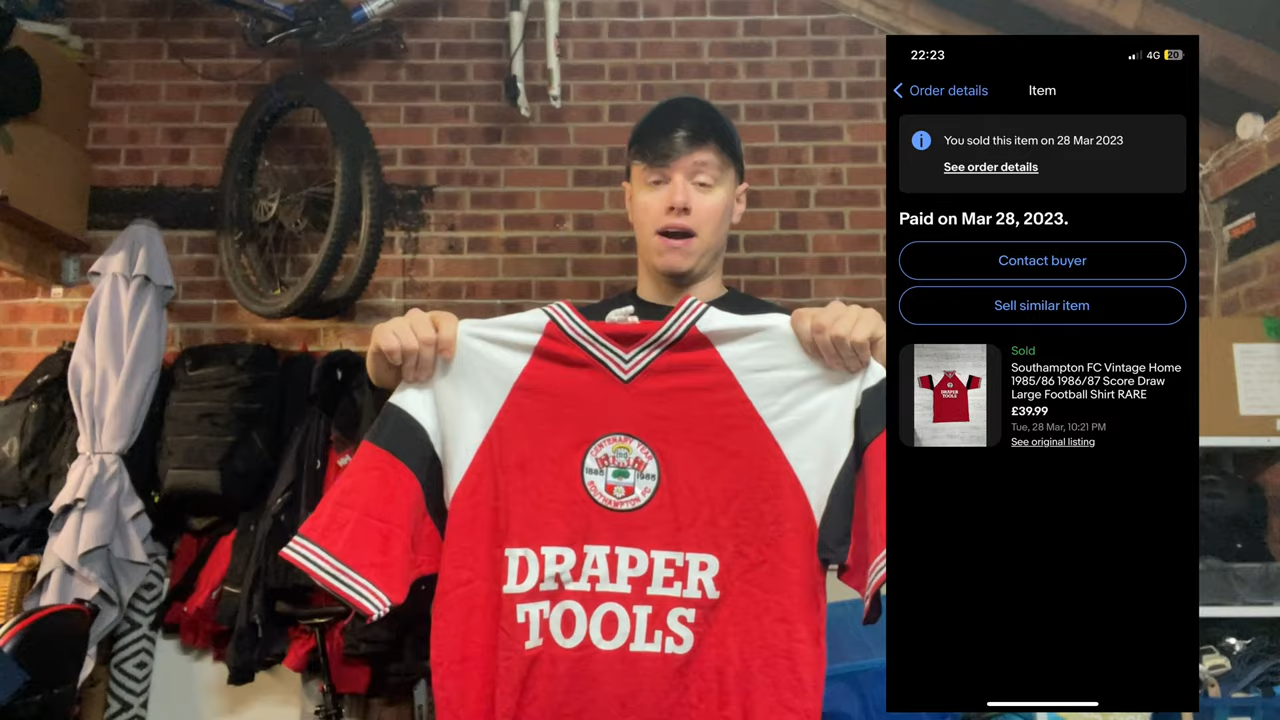 CENTENARY YEAR
1885 1985
SOUTHAMPTON FC
DRAPER
TOOLS
22:23
4G 20
Order details
Item
You sold this item on 28 Mar 2023
See order details
Paid on Mar 28, 2023.
Contact buyer
Sell similar item
DRAPER
TOOLS
Sold
Southampton FC Vintage Home
1985/86 1986/87 Score Draw
Large Football Shirt RARE
£39.99
Tue, 28 Mar, 10:21 PM
See original listing